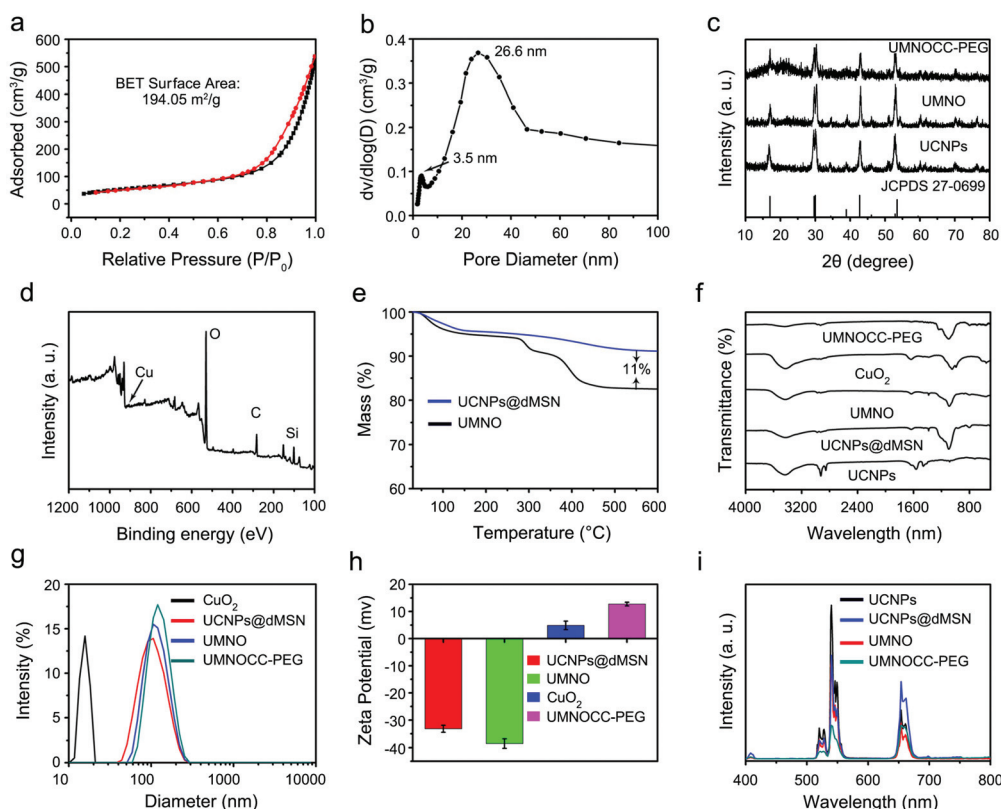 a
600
500
400
300
200
100
0
Adsorbed (cm³/g)
BET Surface Area:
194.05 m²/g
0.0 0.2 0.4 0.6 0.8 1.0
Relative Pressure (P/P₀)
b
0.4
0.3
0.2
0.1
0.0
dv/dlog(D) (cm³/g)
26.6 nm
3.5 nm
0 20 40 60 80 100
Pore Diameter (nm)
c
Intensity (a. u.)
UMNOCC-PEG
UMNO
UCNPs
JCPDS 27-0699
10 20 30 40 50 60 70 80
2θ (degree)
d
Intensity (a. u.)
Cu
O
C
Si
1200 1000 800 600 400 200 100
Binding energy (eV)
e
100
90
80
70
60
Mass (%)
11%
UCNPs@dMSN
UMNO
100 200 300 400 500 600
Temperature (°C)
f
Transmittance (%)
UMNOCC-PEG
CuO₂
UMNO
UCNPs@dMSN
UCNPs
4000 3200 2400 1600 800
Wavelength (nm)
g
20
15
10
5
0
Intensity (%)
CuO₂
UCNPs@dMSN
UMNO
UMNOCC-PEG
10 100 1000 10000
Diameter (nm)
h
20
10
0
-10
-20
-30
-40
Zeta Potential (mv)
UCNPs@dMSN
UMNO
CuO₂
UMNOCC-PEG
i
Intensity (a. u.)
UCNPs
UCNPs@dMSN
UMNO
UMNOCC-PEG
400 500 600 700 800
Wavelength (nm)